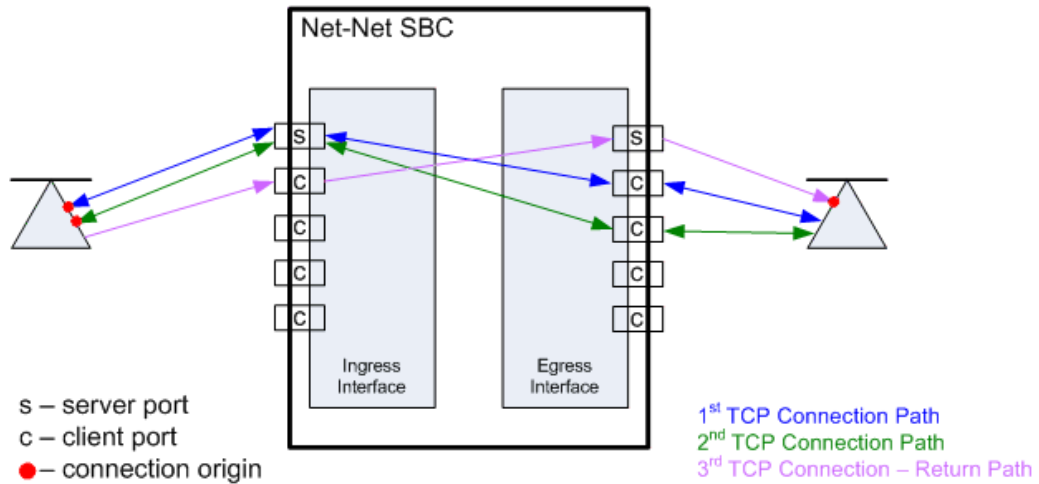 Net-Net SBC
S
C
C
C
C
S
C
C
C
C
Ingress
Interface
Egress
Interface
s – server port
c – client port
– connection origin
1st TCP Connection Path
2nd TCP Connection Path
3rd TCP Connection – Return Path